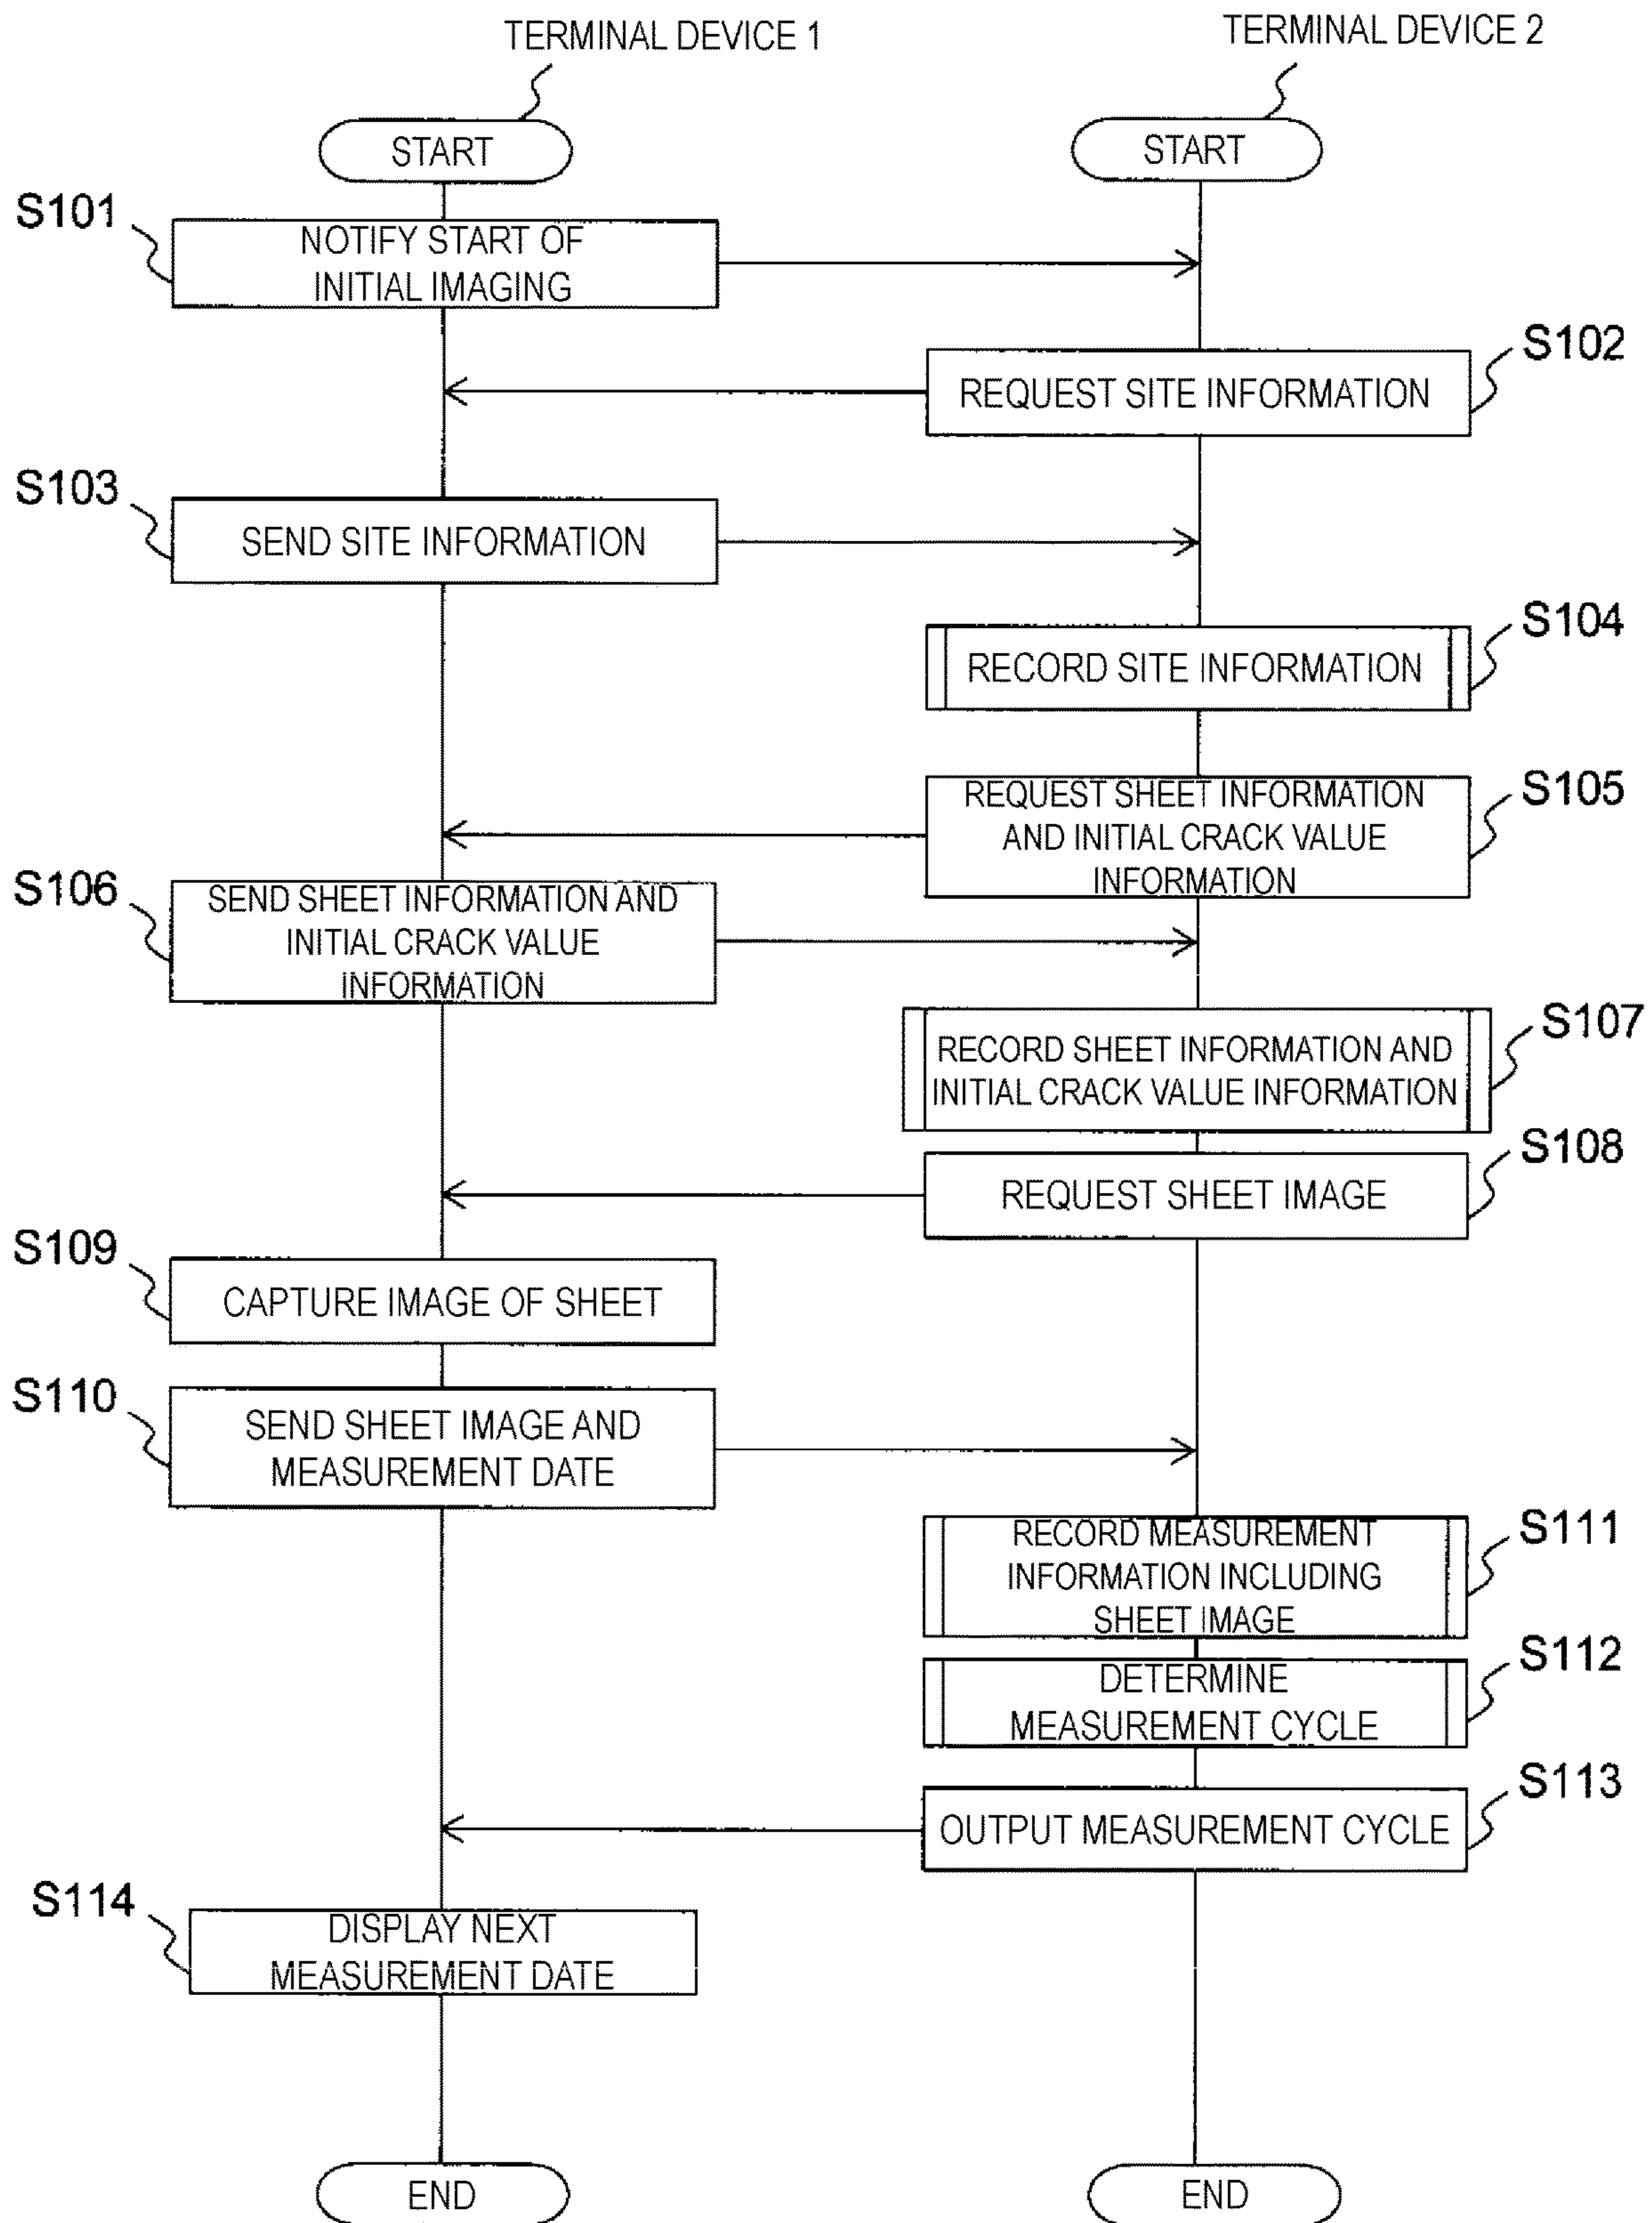 TERMINAL DEVICE 1
TERMINAL DEVICE 2
START
START
S101
NOTIFY START OF
INITIAL IMAGING
S102
REQUEST SITE INFORMATION
S103
SEND SITE INFORMATION
S104
RECORD SITE INFORMATION
S105
REQUEST SHEET INFORMATION
AND INITIAL CRACK VALUE
INFORMATION
S106
SEND SHEET INFORMATION AND
INITIAL CRACK VALUE
INFORMATION
S107
RECORD SHEET INFORMATION AND
INITIAL CRACK VALUE INFORMATION
S108
REQUEST SHEET IMAGE
S109
CAPTURE IMAGE OF SHEET
S110
SEND SHEET IMAGE AND
MEASUREMENT DATE
S111
RECORD MEASUREMENT
INFORMATION INCLUDING
SHEET IMAGE
S112
DETERMINE
MEASUREMENT CYCLE
S113
OUTPUT MEASUREMENT CYCLE
S114
DISPLAY NEXT
MEASUREMENT DATE
END
END